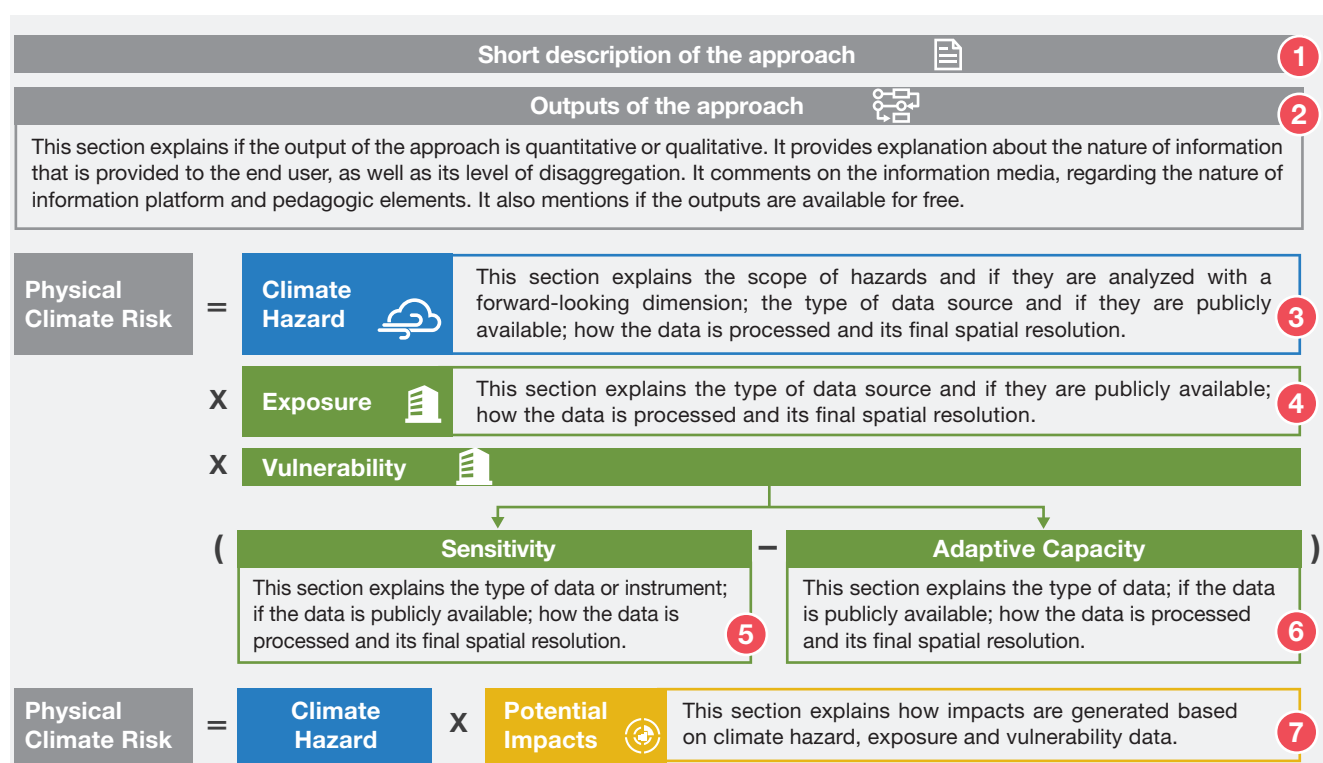 Short description of the approach
1
Outputs of the approach
2
This section explains if the output of the approach is quantitative or qualitative. It provides explanation about the nature of information
that is provided to the end user, as well as its level of disaggregation. It comments on the information media, regarding the nature of
information platform and pedagogic elements. It also mentions if the outputs are available for free.
Physical
Climate Risk
=
Climate
Hazard
This section explains the scope of hazards and if they are analyzed with a
forward-looking dimension; the type of data source and if they are publicly
available; how the data is processed and its final spatial resolution.
3
X
Exposure
This section explains the type of data source and if they are publicly available;
how the data is processed and its final spatial resolution.
4
X
Vulnerability
(
Sensitivity
This section explains the type of data or instrument;
if the data is publicly available; how the data is
processed and its final spatial resolution.
5
–
Adaptive Capacity
This section explains the type of data; if the data
is publicly available; how the data is processed
and its final spatial resolution.
6
)
Physical
Climate Risk
=
Climate
Hazard
X
Potential
Impacts
This section explains how impacts are generated based
on climate hazard, exposure and vulnerability data.
7